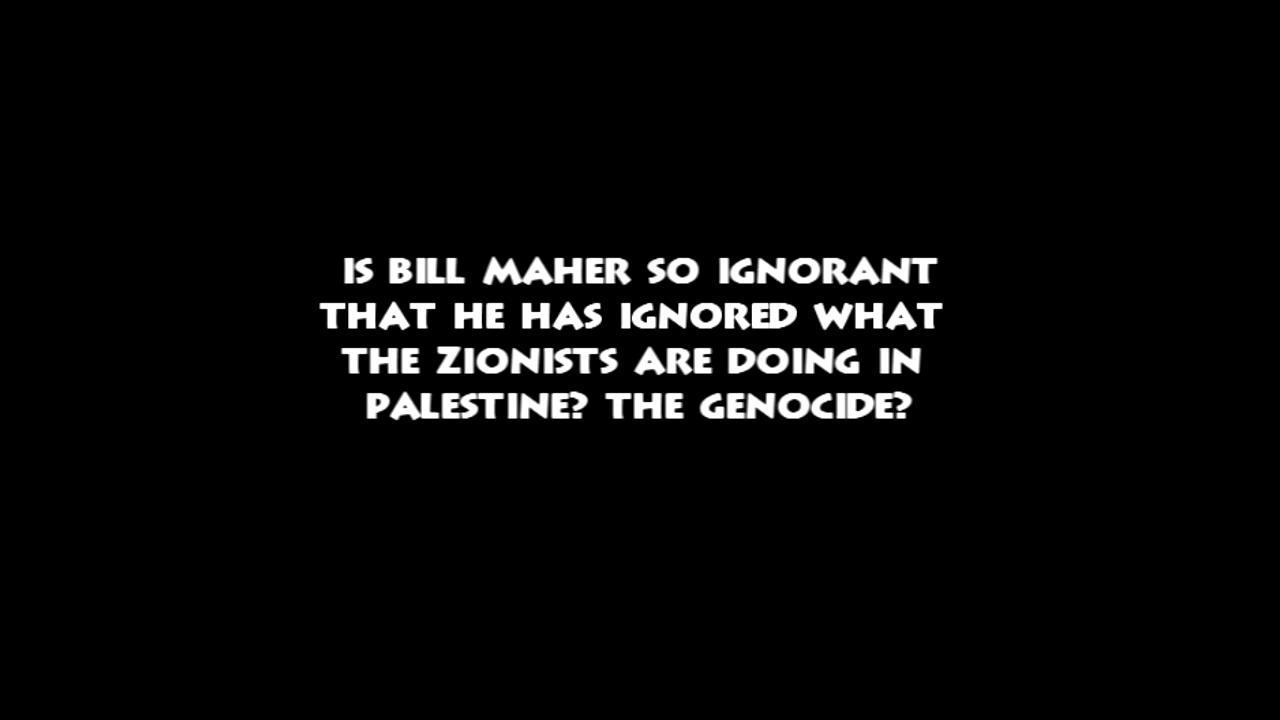 IS BILL MAHER SO IGNORANT
THAT HE HAS IGNORED WHAT
THE ZIONISTS ARE DOING IN
PALESTINE? THE GENOCIDE?